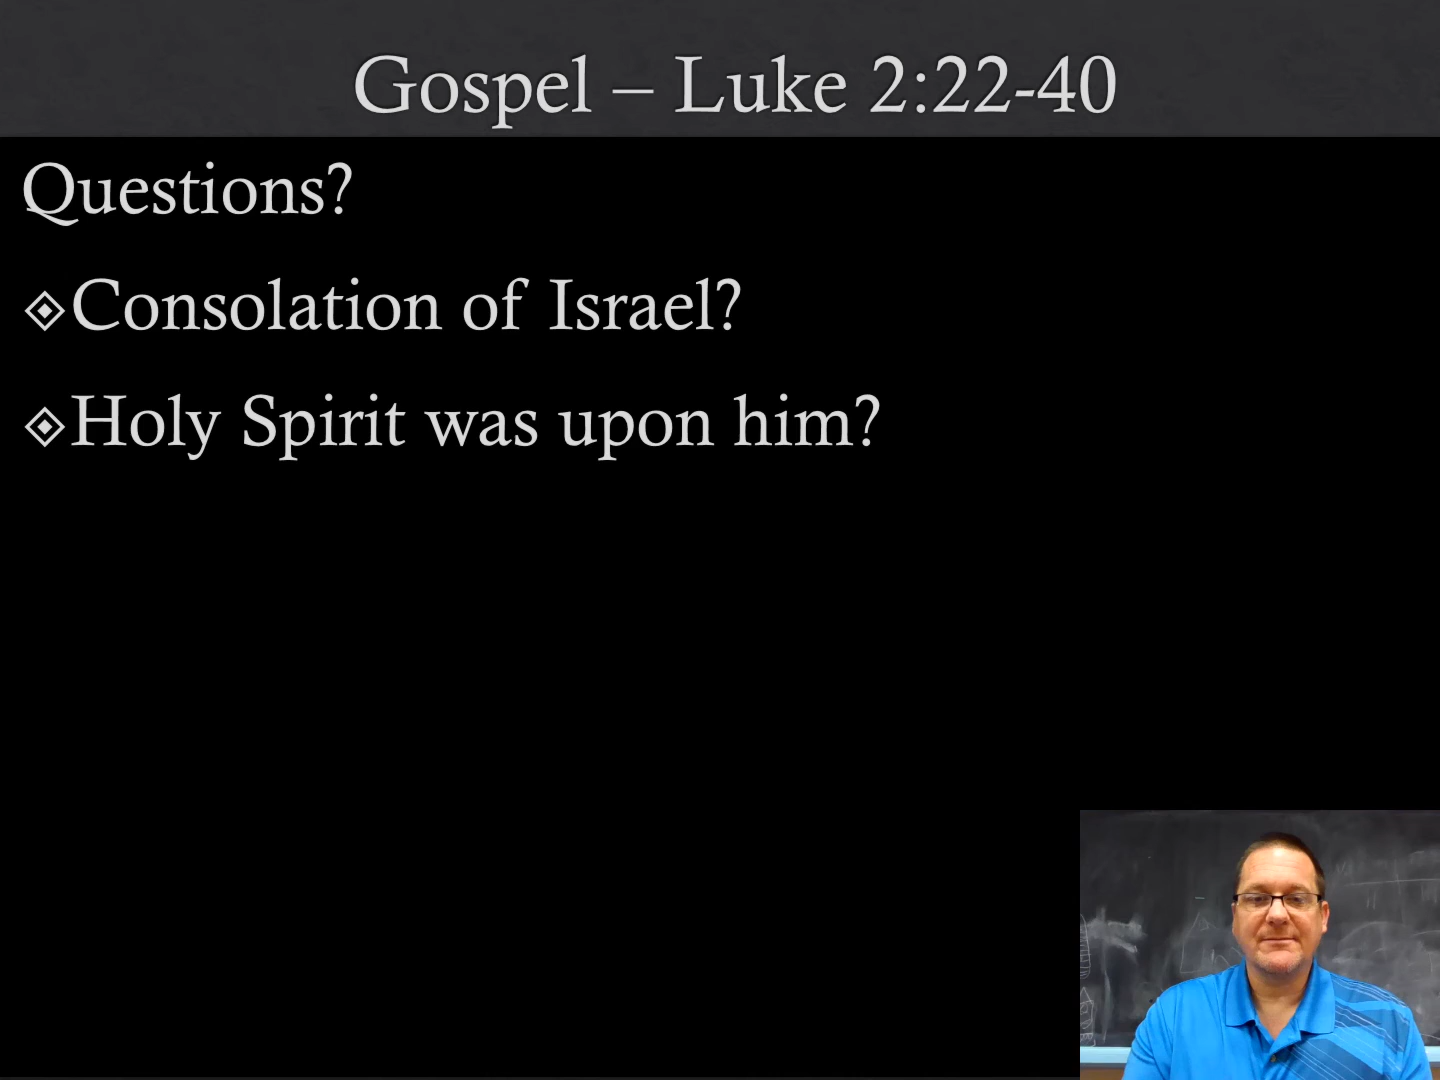 Gospel – Luke 2:22-40
Questions?
Consolation of Israel?
Holy Spirit was upon him?